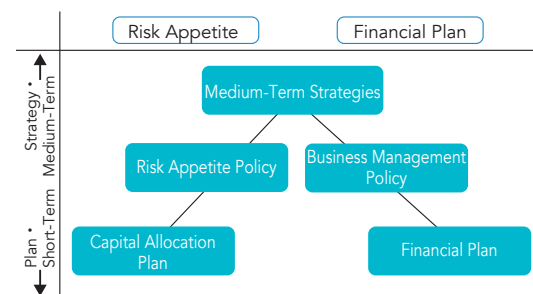 Risk Appetite
Financial Plan
Strategy •
Medium-Term
Medium-Term Strategies
Risk Appetite Policy
Business Management
Policy
Plan •
Short-Term
Capital Allocation
Plan
Financial Plan